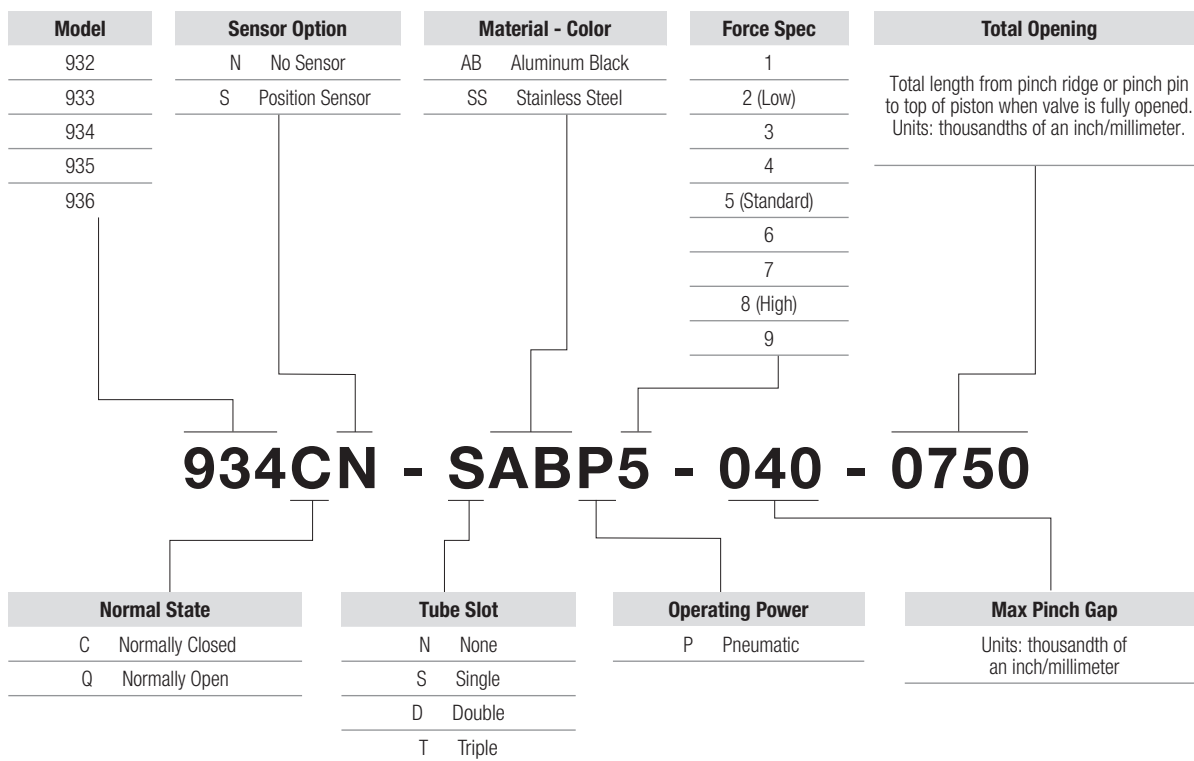 Model
932
933
934
935
936
Sensor Option
N No Sensor
S Position Sensor
Material - Color
AB Aluminum Black
SS Stainless Steel
Force Spec
1
2 (Low)
3
4
5 (Standard)
6
7
8 (High)
9
Total Opening
Total length from pinch ridge or pinch pin
to top of piston when valve is fully opened.
Units: thousandths of an inch/millimeter.
934CN - SABP5 - 040 - 0750
Normal State
C Normally Closed
Q Normally Open
Tube Slot
N None
S Single
D Double
T Triple
Operating Power
P Pneumatic
Max Pinch Gap
Units: thousandth of
an inch/millimeter